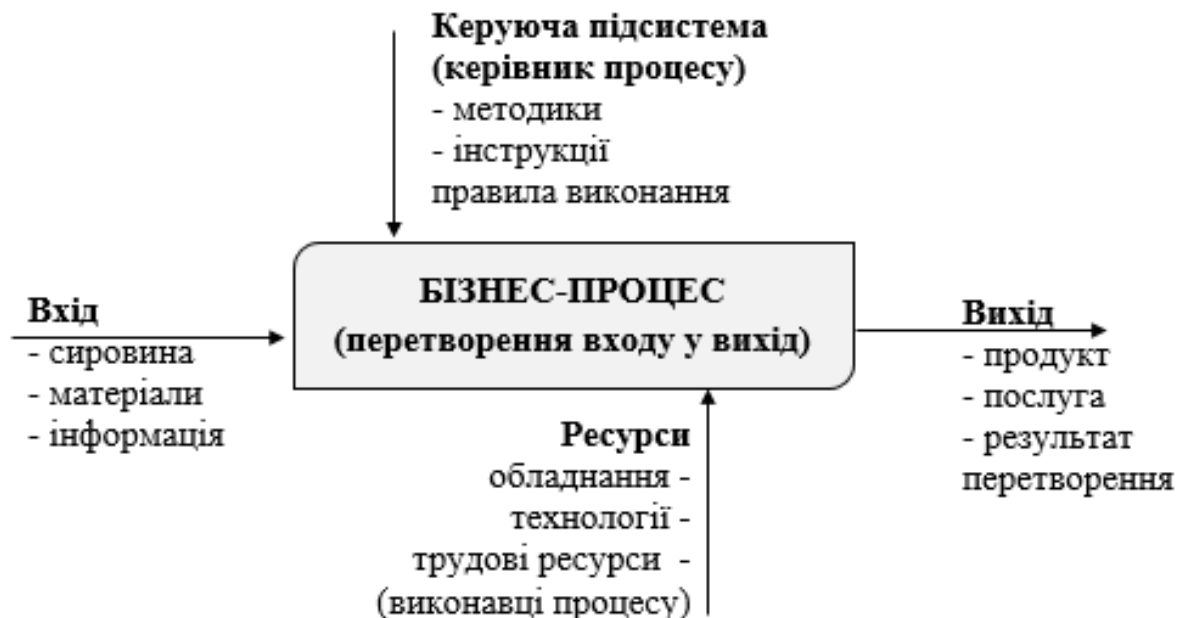 Керуюча підсистема
(керівник процесу)
- методики
- інструкції
правила виконання
БІЗНЕС-ПРОЦЕС
(перетворення входу у вихід)
Вхід
- сировина
- матеріали
- інформація
Вихід
- продукт
- послуга
- результат
перетворення
Ресурси
обладнання -
технології -
трудові ресурси -
(виконавці процесу)